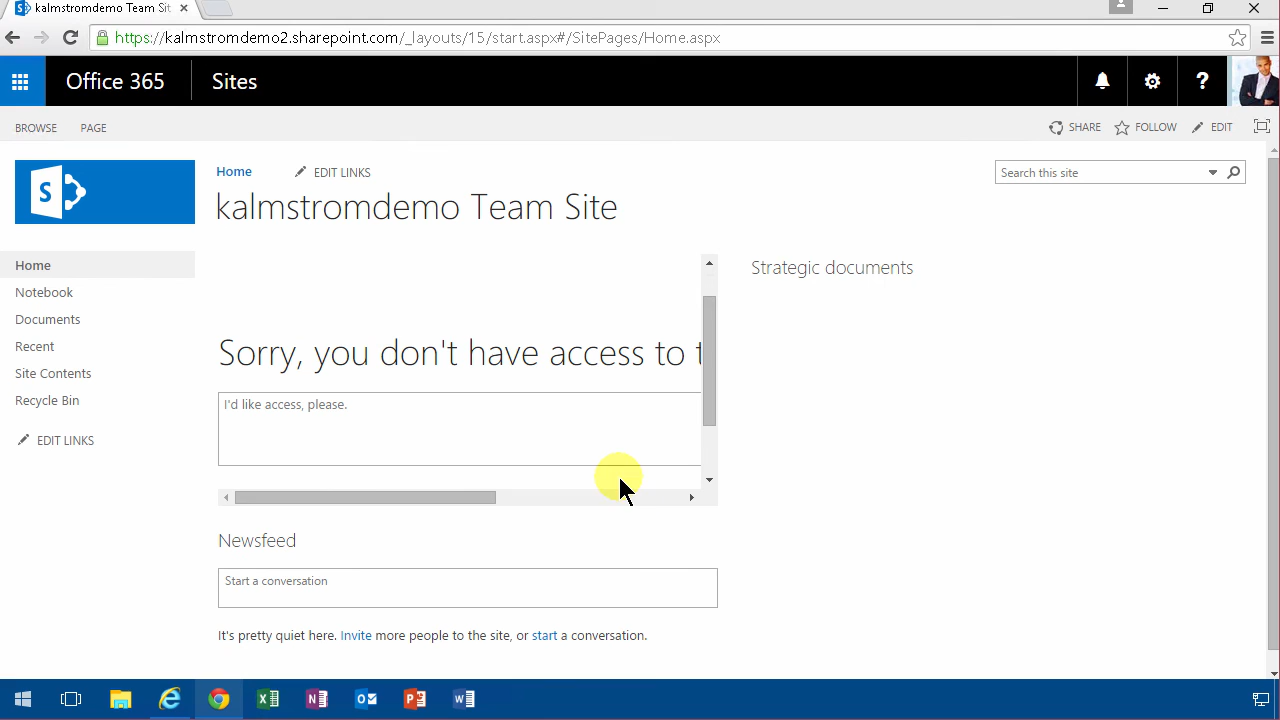 kalmstromdemo Team Sit
https://kalmstromdemo2.sharepoint.com/_layouts/15/start.aspx#/SitePages/Home.aspx
Office 365 Sites
BROWSE PAGE SHARE FOLLOW EDIT
Home EDIT LINKS Search this site
kalmstromdemo Team Site
Home
Notebook
Documents
Recent
Site Contents
Recycle Bin
EDIT LINKS
Sorry, you don't have access to t
I'd like access, please.
Strategic documents
Newsfeed
Start a conversation
It's pretty quiet here. Invite more people to the site, or start a conversation.